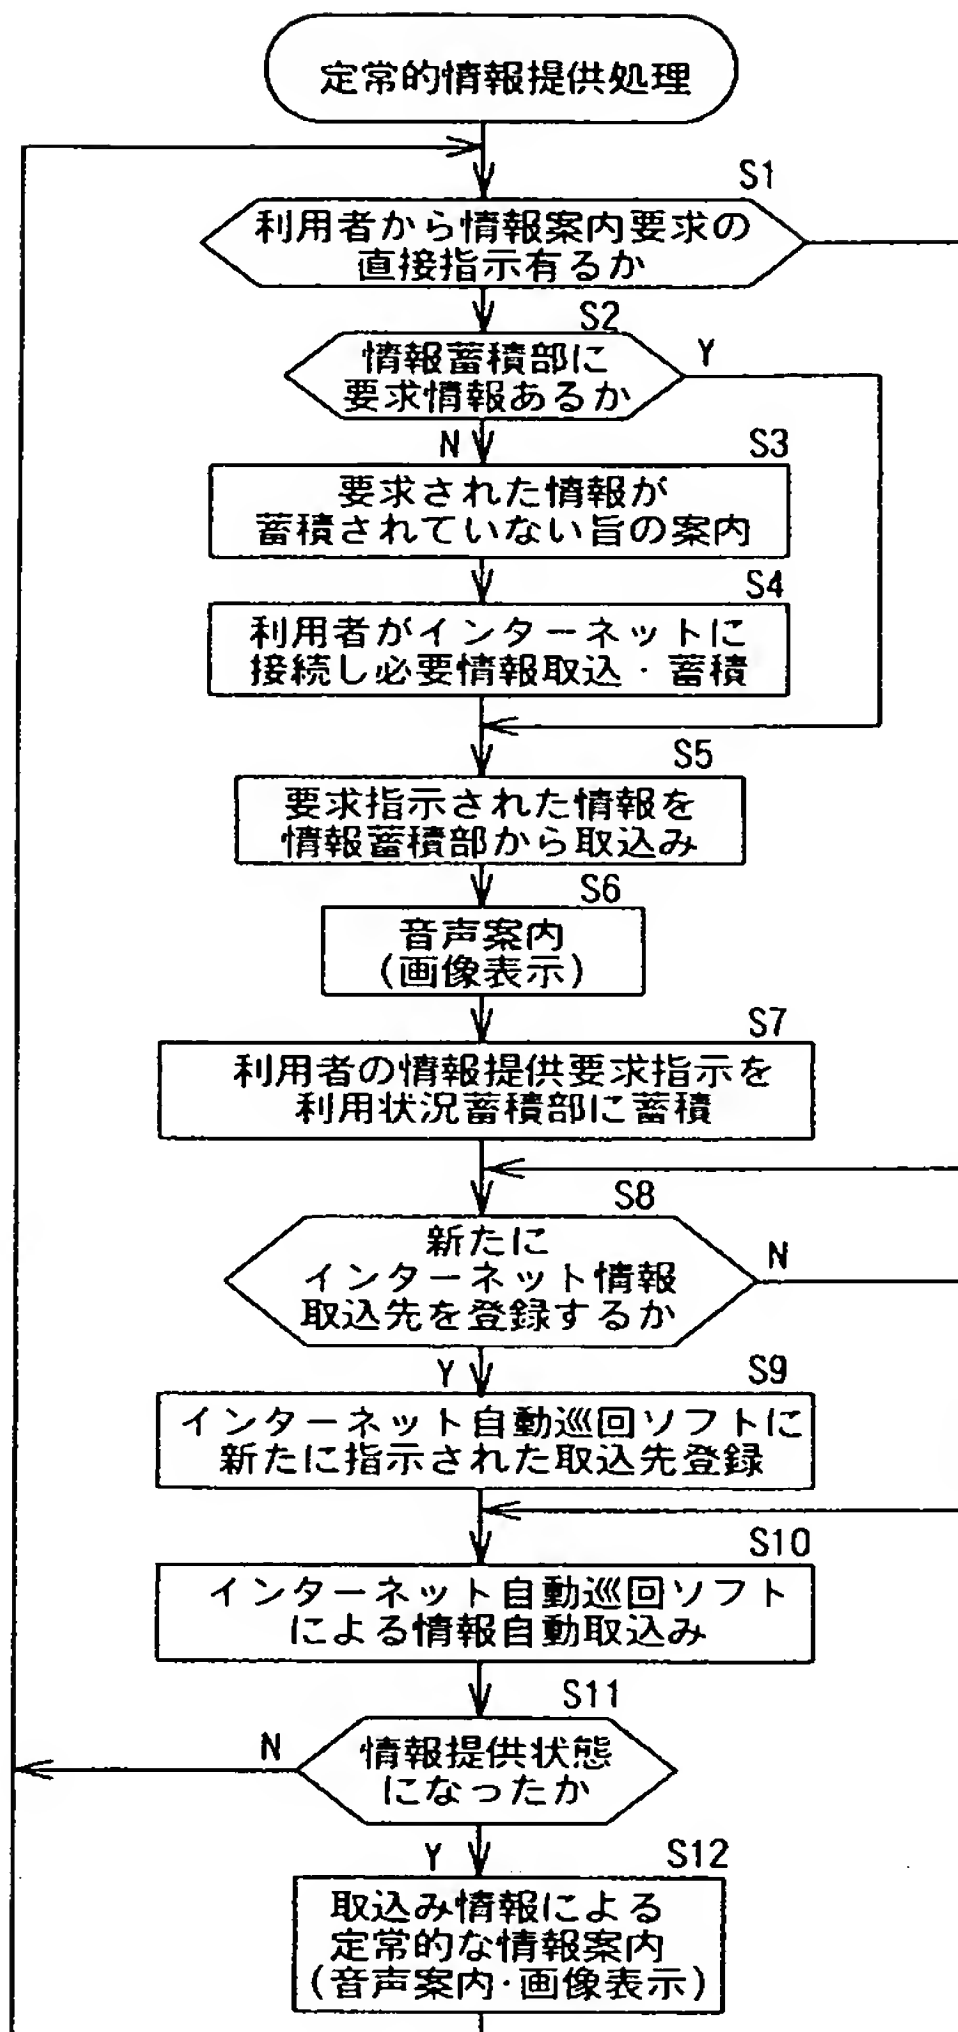 定常的情報提供処理
S1
利用者から情報案内要求の
直接指示有るか
S2
情報蓄積部に
要求情報あるか
Y
N
S3
要求された情報が
蓄積されていない旨の案内
S4
利用者がインターネットに
接続し必要情報取込・蓄積
S5
要求指示された情報を
情報蓄積部から取込み
S6
音声案内
(画像表示)
S7
利用者の情報提供要求指示を
利用状況蓄積部に蓄積
S8
新たに
インターネット情報
取込先を登録するか
N
Y
S9
インターネット自動巡回ソフトに
新たに指示された取込先登録
S10
インターネット自動巡回ソフト
による情報自動取込み
S11
情報提供状態
になったか
N
Y
S12
取込み情報による
定常的な情報案内
(音声案内・画像表示)